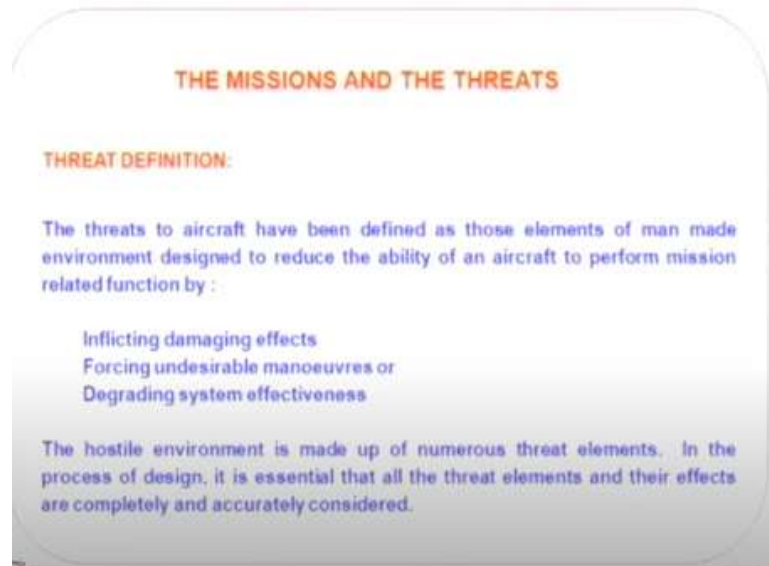 THE MISSIONS AND THE THREATS
THREAT DEFINITION:
The threats to aircraft have been defined as those elements of man made
environment designed to reduce the ability of an aircraft to perform mission
related function by :
Inflicting damaging effects
Forcing undesirable manoeuvres or
Degrading system effectiveness
The hostile environment is made up of numerous threat elements. In the
process of design, it is essential that all the threat elements and their effects
are completely and accurately considered.